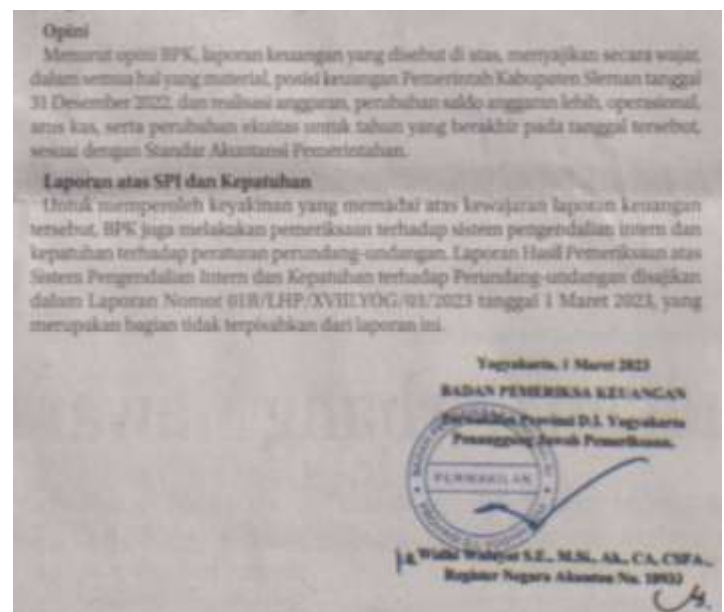 Opini
Menurut opini BPK, laporan keuangan yang disebut di atas, menyajikan secara wajar,
dalam semua hal yang material, posisi keuangan Pemerintah Kabupaten Sleman tanggal
31 Desember 2022, dan realisasi anggaran, perubahan saldo anggaran lebih, operasional,
arus kas, serta perubahan ekuitas untuk tahun yang berakhir pada tanggal tersebut,
sesuai dengan Standar Akuntansi Pemerintahan.
Laporan atas SPI dan Kepatuhan
Untuk memperoleh keyakinan yang memadai atas kewajaran laporan keuangan
tersebut, BPK juga melakukan pemeriksaan terhadap sistem pengendalian intern dan
kepatuhan terhadap peraturan perundang-undangan. Laporan Hasil Pemeriksaan atas
Sistem Pengendalian Intern dan Kepatuhan terhadap Perundang-undangan disajikan
dalam Laporan Nomor 01B/LHP/XVIII.YOG/03/2023 tanggal 1 Maret 2023, yang
merupakan bagian tidak terpisahkan dari laporan ini.
Yogyakarta, 1 Maret 2023
BADAN PEMERIKSA KEUANGAN
Perwakilan Provinsi D.I. Yogyakarta
Penanggung Jawab Pemeriksaan,
PERWAKILAN
Widhi Widayat S.E., M.Si., Ak., CA, CSFA.,
Register Negara Akuntan No.